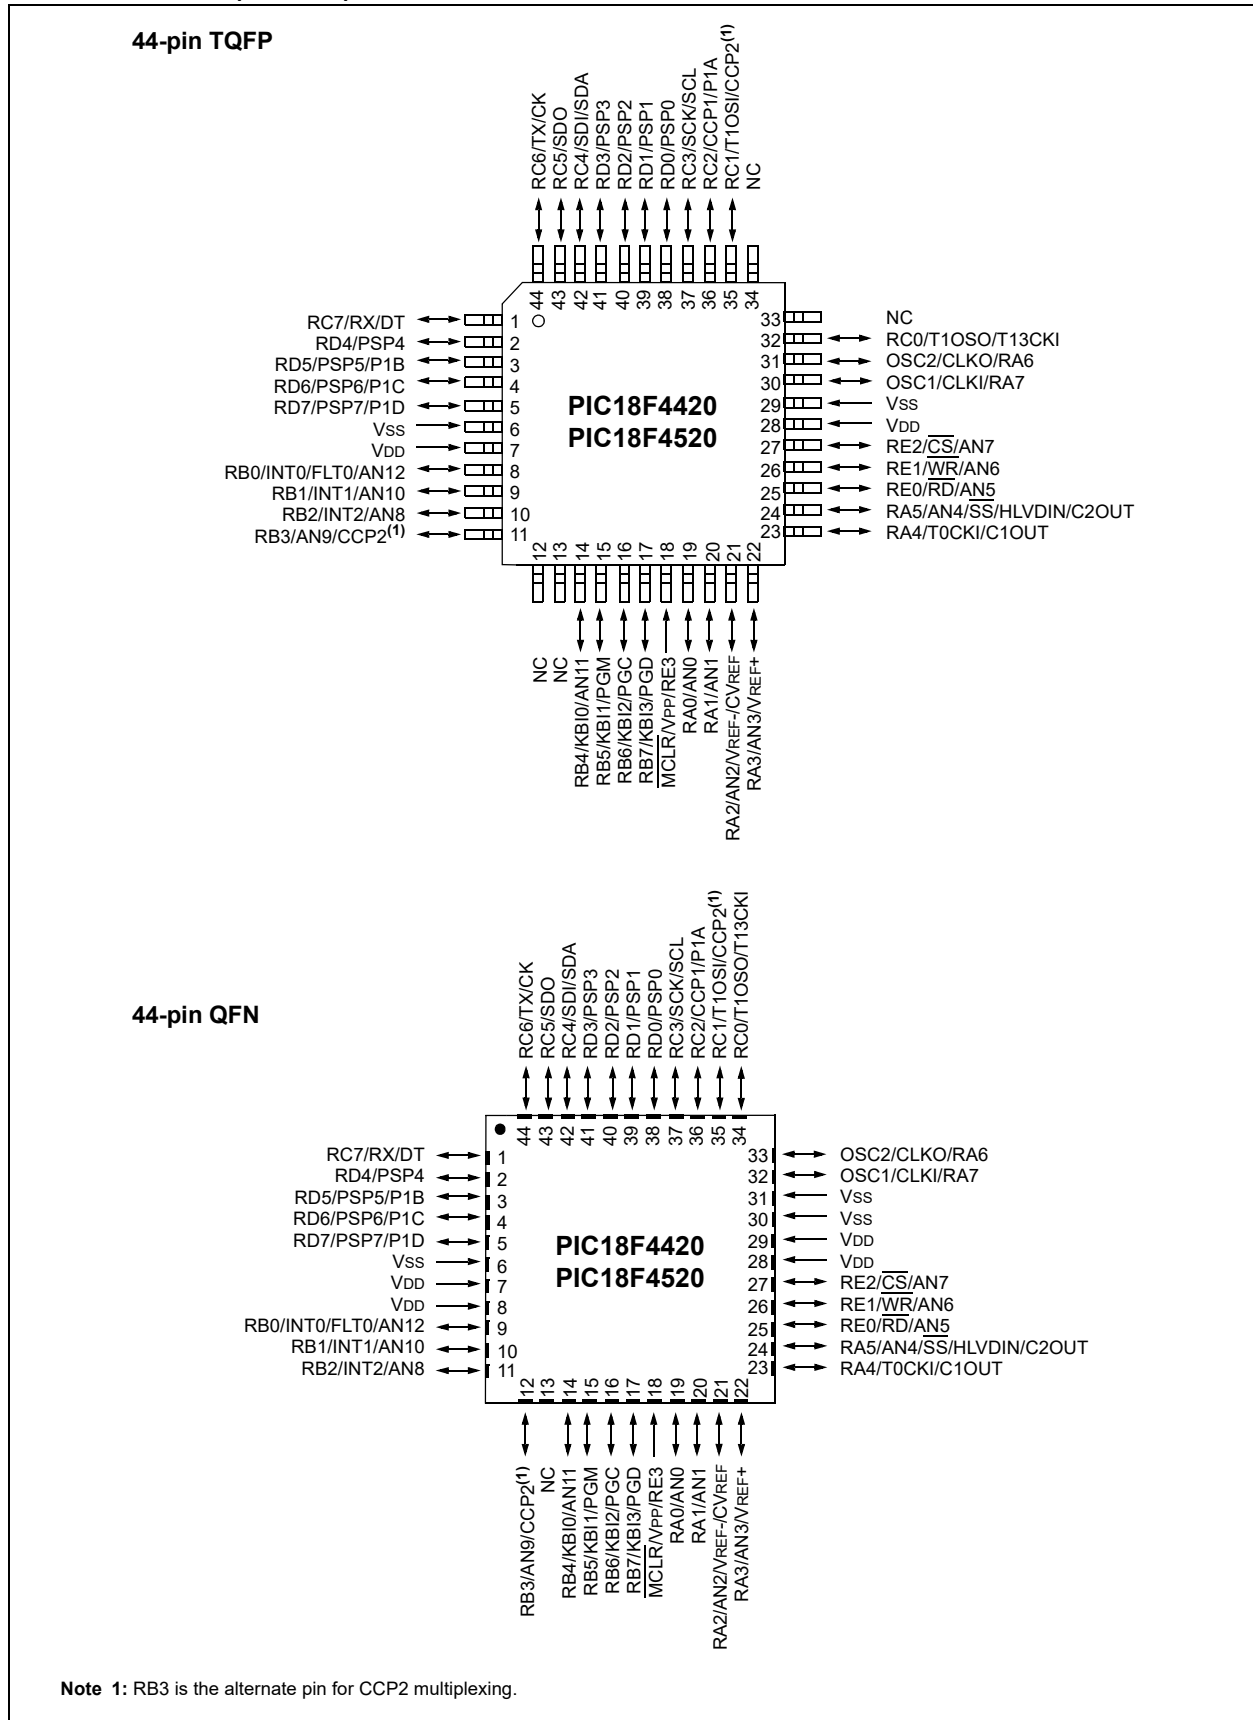 44-pin TQFP
RC6/TX/CK
RC5/SDO
RC4/SDI/SDA
RD3/PSP3
RD2/PSP2
RD1/PSP1
RD0/PSP0
RC3/SCK/SCL
RC2/CCP1/P1A
RC1/T1OSI/CCP2(1)
NC
44
43
42
41
40
39
38
37
36
35
34
RC7/RX/DT 1
RD4/PSP4 2
RD5/PSP5/P1B 3
RD6/PSP6/P1C 4
RD7/PSP7/P1D 5
VSS 6
VDD 7
RB0/INT0/FLT0/AN12 8
RB1/INT1/AN10 9
RB2/INT2/AN8 10
RB3/AN9/CCP2(1) 11
PIC18F4420
PIC18F4520
33 NC
32 RC0/T1OSO/T13CKI
31 OSC2/CLKO/RA6
30 OSC1/CLKI/RA7
29 VSS
28 VDD
27 RE2/CS/AN7
26 RE1/WR/AN6
25 RE0/RD/AN5
24 RA5/AN4/SS/HLVDIN/C2OUT
23 RA4/T0CKI/C1OUT
12
13
14
15
16
17
18
19
20
21
22
NC
NC
RB4/KBI0/AN11
RB5/KBI1/PGM
RB6/KBI2/PGC
RB7/KBI3/PGD
MCLR/VPP/RE3
RA0/AN0
RA1/AN1
RA2/AN2/VREF-/CVREF
RA3/AN3/VREF+
44-pin QFN
RC6/TX/CK
RC5/SDO
RC4/SDI/SDA
RD3/PSP3
RD2/PSP2
RD1/PSP1
RD0/PSP0
RC3/SCK/SCL
RC2/CCP1/P1A
RC1/T1OSI/CCP2(1)
RC0/T1OSO/T13CKI
44
43
42
41
40
39
38
37
36
35
34
RC7/RX/DT 1
RD4/PSP4 2
RD5/PSP5/P1B 3
RD6/PSP6/P1C 4
RD7/PSP7/P1D 5
VSS 6
VDD 7
VDD 8
RB0/INT0/FLT0/AN12 9
RB1/INT1/AN10 10
RB2/INT2/AN8 11
PIC18F4420
PIC18F4520
33 OSC2/CLKO/RA6
32 OSC1/CLKI/RA7
31 VSS
30 VSS
29 VDD
28 VDD
27 RE2/CS/AN7
26 RE1/WR/AN6
25 RE0/RD/AN5
24 RA5/AN4/SS/HLVDIN/C2OUT
23 RA4/T0CKI/C1OUT
12
13
14
15
16
17
18
19
20
21
22
RB3/AN9/CCP2(1)
NC
RB4/KBI0/AN11
RB5/KBI1/PGM
RB6/KBI2/PGC
RB7/KBI3/PGD
MCLR/VPP/RE3
RA0/AN0
RA1/AN1
RA2/AN2/VREF-/CVREF
RA3/AN3/VREF+
Note 1: RB3 is the alternate pin for CCP2 multiplexing.